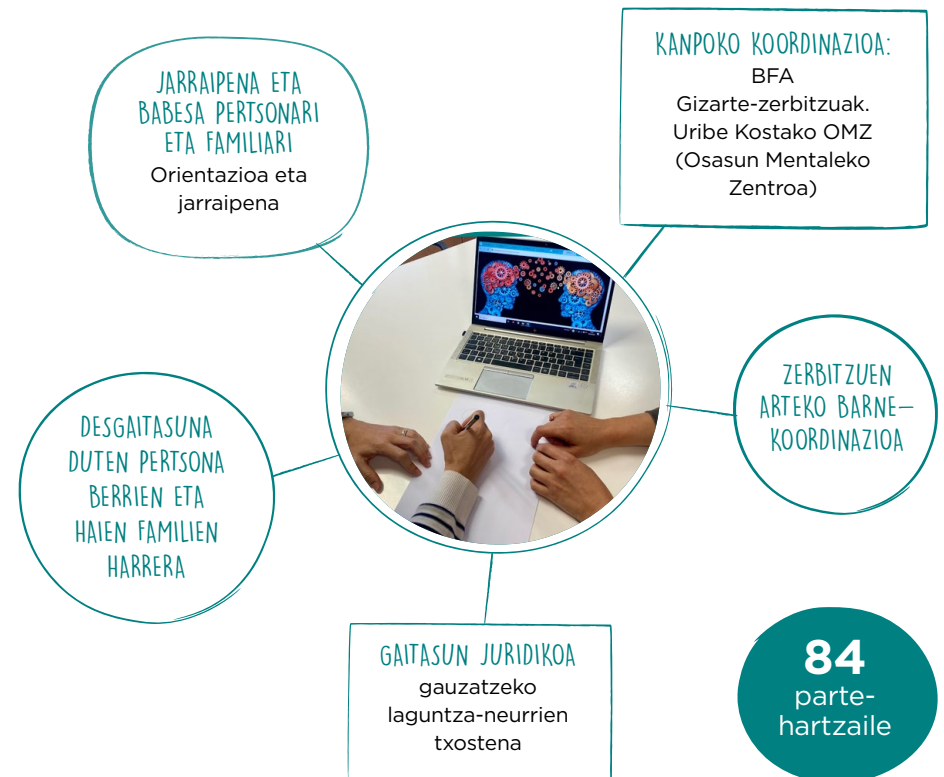 JARRAIPENA ETA
BABESA PERTSONARI
ETA FAMILIARI
Orientazioa eta
jarraipena
KANPOKO KOORDINAZIOA:
BFA
Gizarte-zerbitzuak.
Uribe Kostako OMZ
(Osasun Mentaleko
Zentroa)
ZERBITZUEN
ARTEKO BARNE-
KOORDINAZIOA
DESGAITASUNA
DUTEN PERTSONA
BERRIEN ETA
HAIEN FAMILIEN
HARRERA
GAITASUN JURIDIKOA
gauzatzeko
laguntza-neurrien
txostena
84
parte-
hartzaile